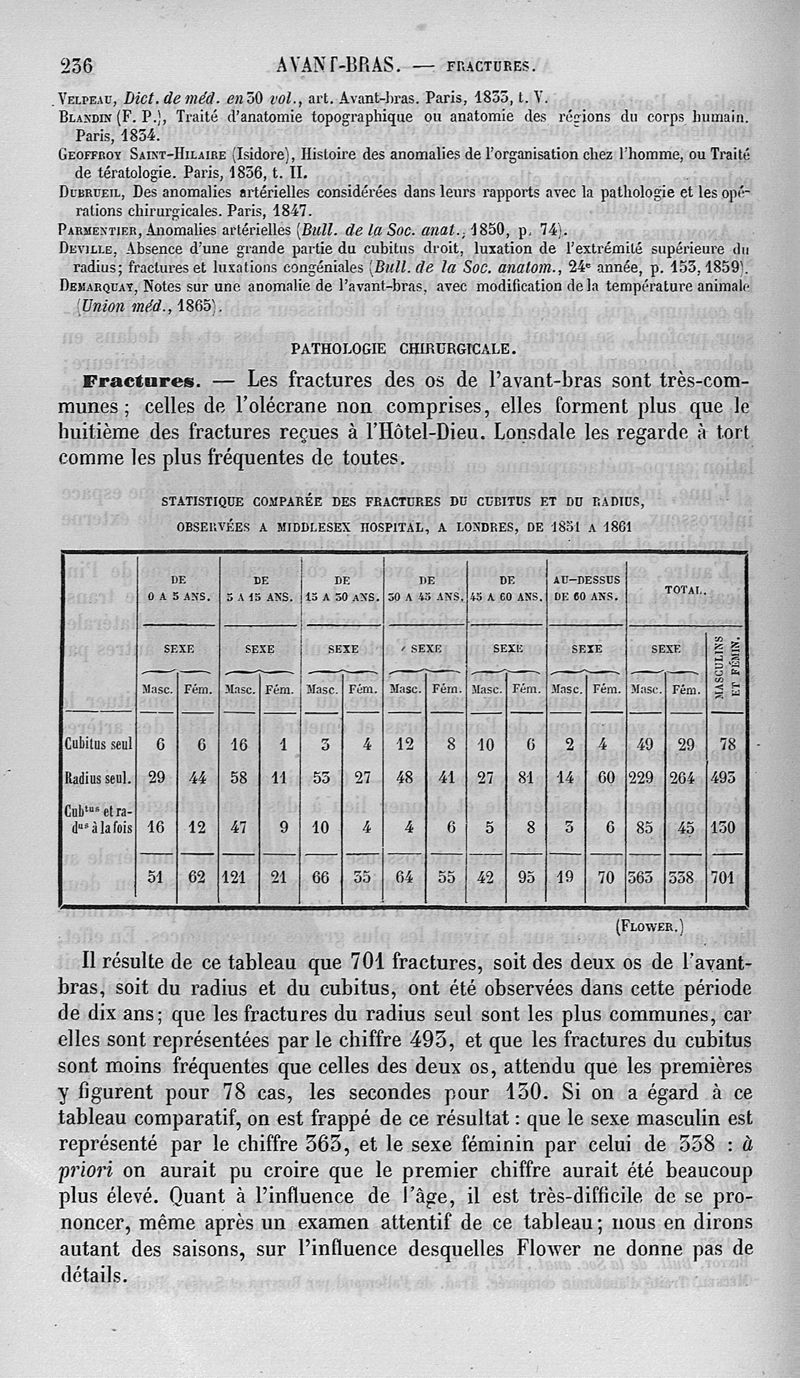 236 AVANT-BRAS. — FRACTURES.
VELPEAU, Dict. de méd. en 30 vol., art. Avant-bras. Paris, 1833, t. V.
BLANDIN (F. P.), Traité d'anatomie topographique ou anatomie des régions du corps humain.
Paris, 1834.
GEOFFROY SAINT-HILAIRE (Isidore), Histoire des anomalies de l'organisation chez l'homme, ou Traité
de tératologie. Paris, 1836, t. II.
DUBRUEIL, Des anomalies artérielles considérées dans leurs rapports avec la pathologie et les opé-
rations chirurgicales. Paris, 1847.
PARMENTIER, Anomalies artérielles (Bull. de la Soc. anat., 1850, p. 74).
DEVILLE, Absence d'une grande partie du cubitus droit, luxation de l'extrémité supérieure du
radius; fractures et luxations congéniales (Bull. de la Soc. anatom., 24e année, p. 153, 1859).
DEMARQUAY, Notes sur une anomalie de l'avant-bras, avec modification de la température animale
(Union méd., 1865).
PATHOLOGIE CHIRURGICALE.
Fractures. — Les fractures des os de l'avant-bras sont très-com-
munes; celles de l'olécrane non comprises, elles forment plus que le
huitième des fractures reçues à l'Hôtel-Dieu. Lonsdale les regarde à tort
comme les plus fréquentes de toutes.
STATISTIQUE COMPARÉE DES FRACTURES DU CUBITUS ET DU RADIUS,
OBSERVÉES A MIDDLESEX HOSPITAL, A LONDRES, DE 1851 A 1861
DE DE DE DE DE AU-DESSUS TOTAL.
0 A 5 ANS. 5 A 15 ANS. 15 A 30 ANS. 30 A 45 ANS. 45 A 60 ANS. DE 60 ANS.
SEXE SEXE SEXE SEXE SEXE SEXE SEXE MASCULINS ET FÉMIN.
Masc. Fém. Masc. Fém. Masc. Fém. Masc. Fém. Masc. Fém. Masc. Fém. Masc. Fém.
Cubitus seul 6 6 16 1 3 4 12 8 10 6 2 4 49 29 78
Radius seul. 29 44 58 11 53 27 48 41 27 81 14 60 229 264 493
Cubtus et ra-
dus à la fois 16 12 47 9 10 4 4 6 5 8 3 6 85 45 130
51 62 121 21 66 35 64 55 42 95 19 70 363 338 701
(FLOWER.)
Il résulte de ce tableau que 701 fractures, soit des deux os de l'avant-
bras, soit du radius et du cubitus, ont été observées dans cette période
de dix ans; que les fractures du radius seul sont les plus communes, car
elles sont représentées par le chiffre 493, et que les fractures du cubitus
sont moins fréquentes que celles des deux os, attendu que les premières
y figurent pour 78 cas, les secondes pour 130. Si on a égard à ce
tableau comparatif, on est frappé de ce résultat : que le sexe masculin est
représenté par le chiffre 363, et le sexe féminin par celui de 338 : à
priori on aurait pu croire que le premier chiffre aurait été beaucoup
plus élevé. Quant à l'influence de l'âge, il est très-difficile de se pro-
noncer, même après un examen attentif de ce tableau; nous en dirons
autant des saisons, sur l'influence desquelles Flower ne donne pas de
détails.